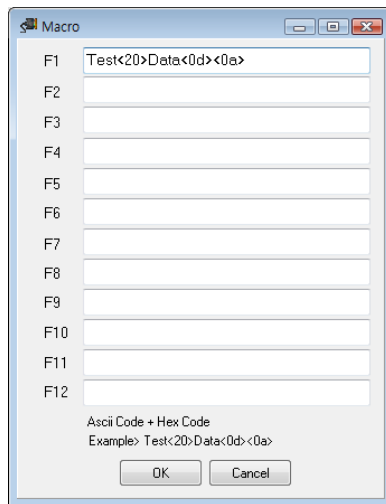 Macro
F1 Test<20>Data<0d><0a>
F2
F3
F4
F5
F6
F7
F8
F9
F10
F11
F12
Ascii Code + Hex Code
Example> Test<20>Data<0d><0a>
OK Cancel